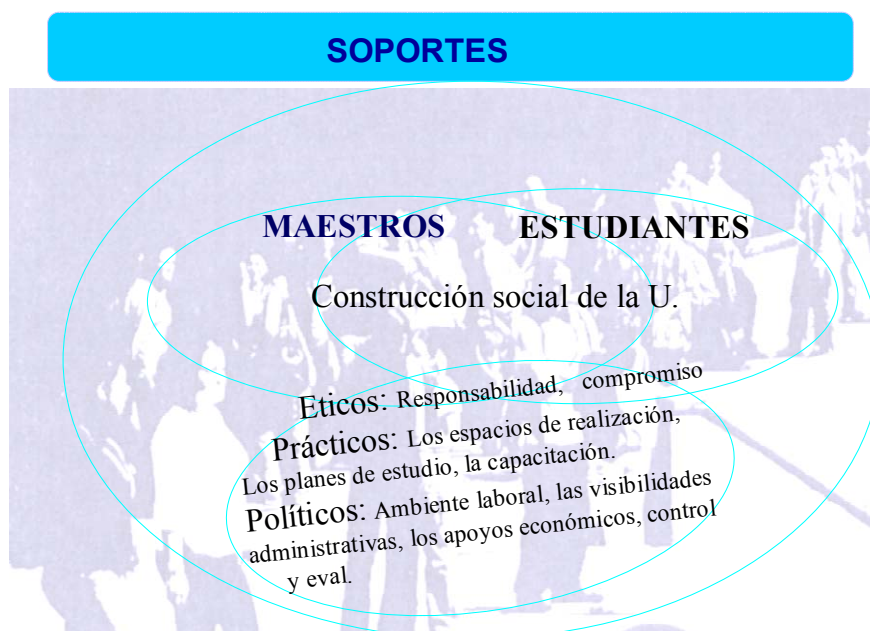 SOPORTES
MAESTROS ESTUDIANTES
Construcción social de la U.
Eticos: Responsabilidad, compromiso
Prácticos: Los espacios de realización,
Los planes de estudio, la capacitación.
Políticos: Ambiente laboral, las visibilidades
administrativas, los apoyos económicos, control
y eval.